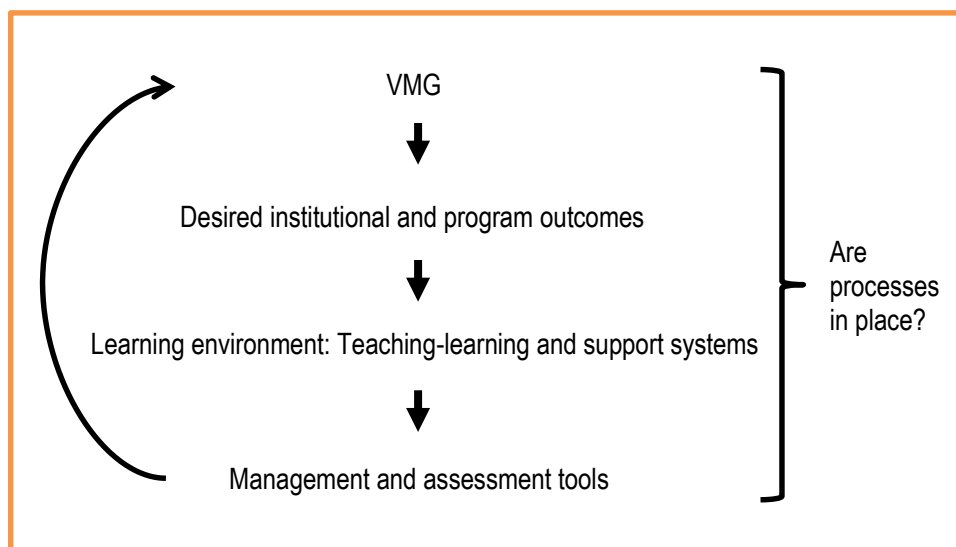 VMG
Desired institutional and program outcomes
Learning environment: Teaching-learning and support systems
Management and assessment tools
Are
processes
in place?